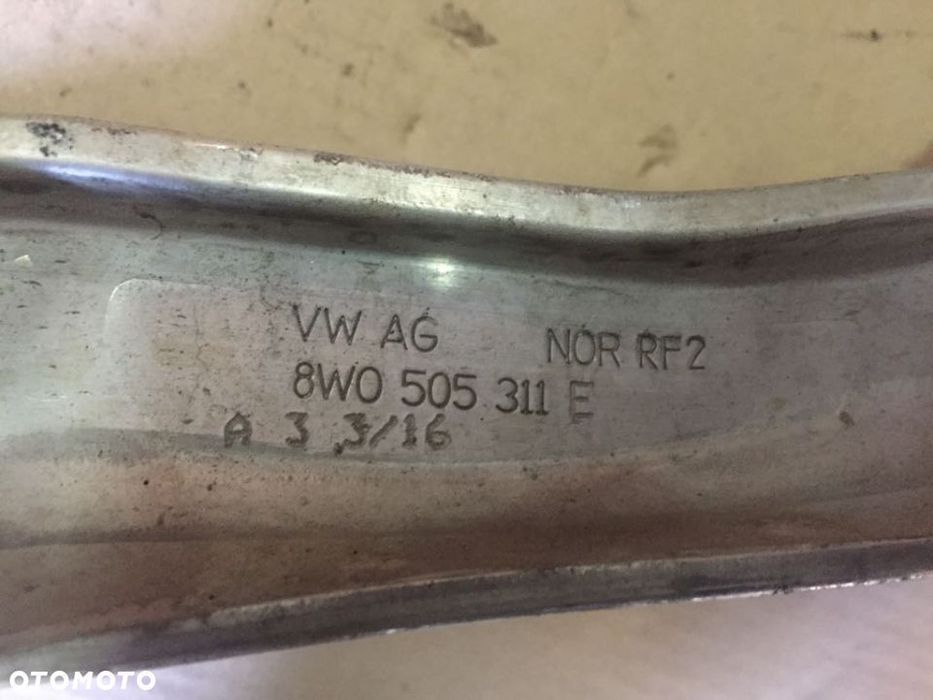 VW AG NOR RF2
8W0 505 311 E
A 3 3/16
OTOMOTO